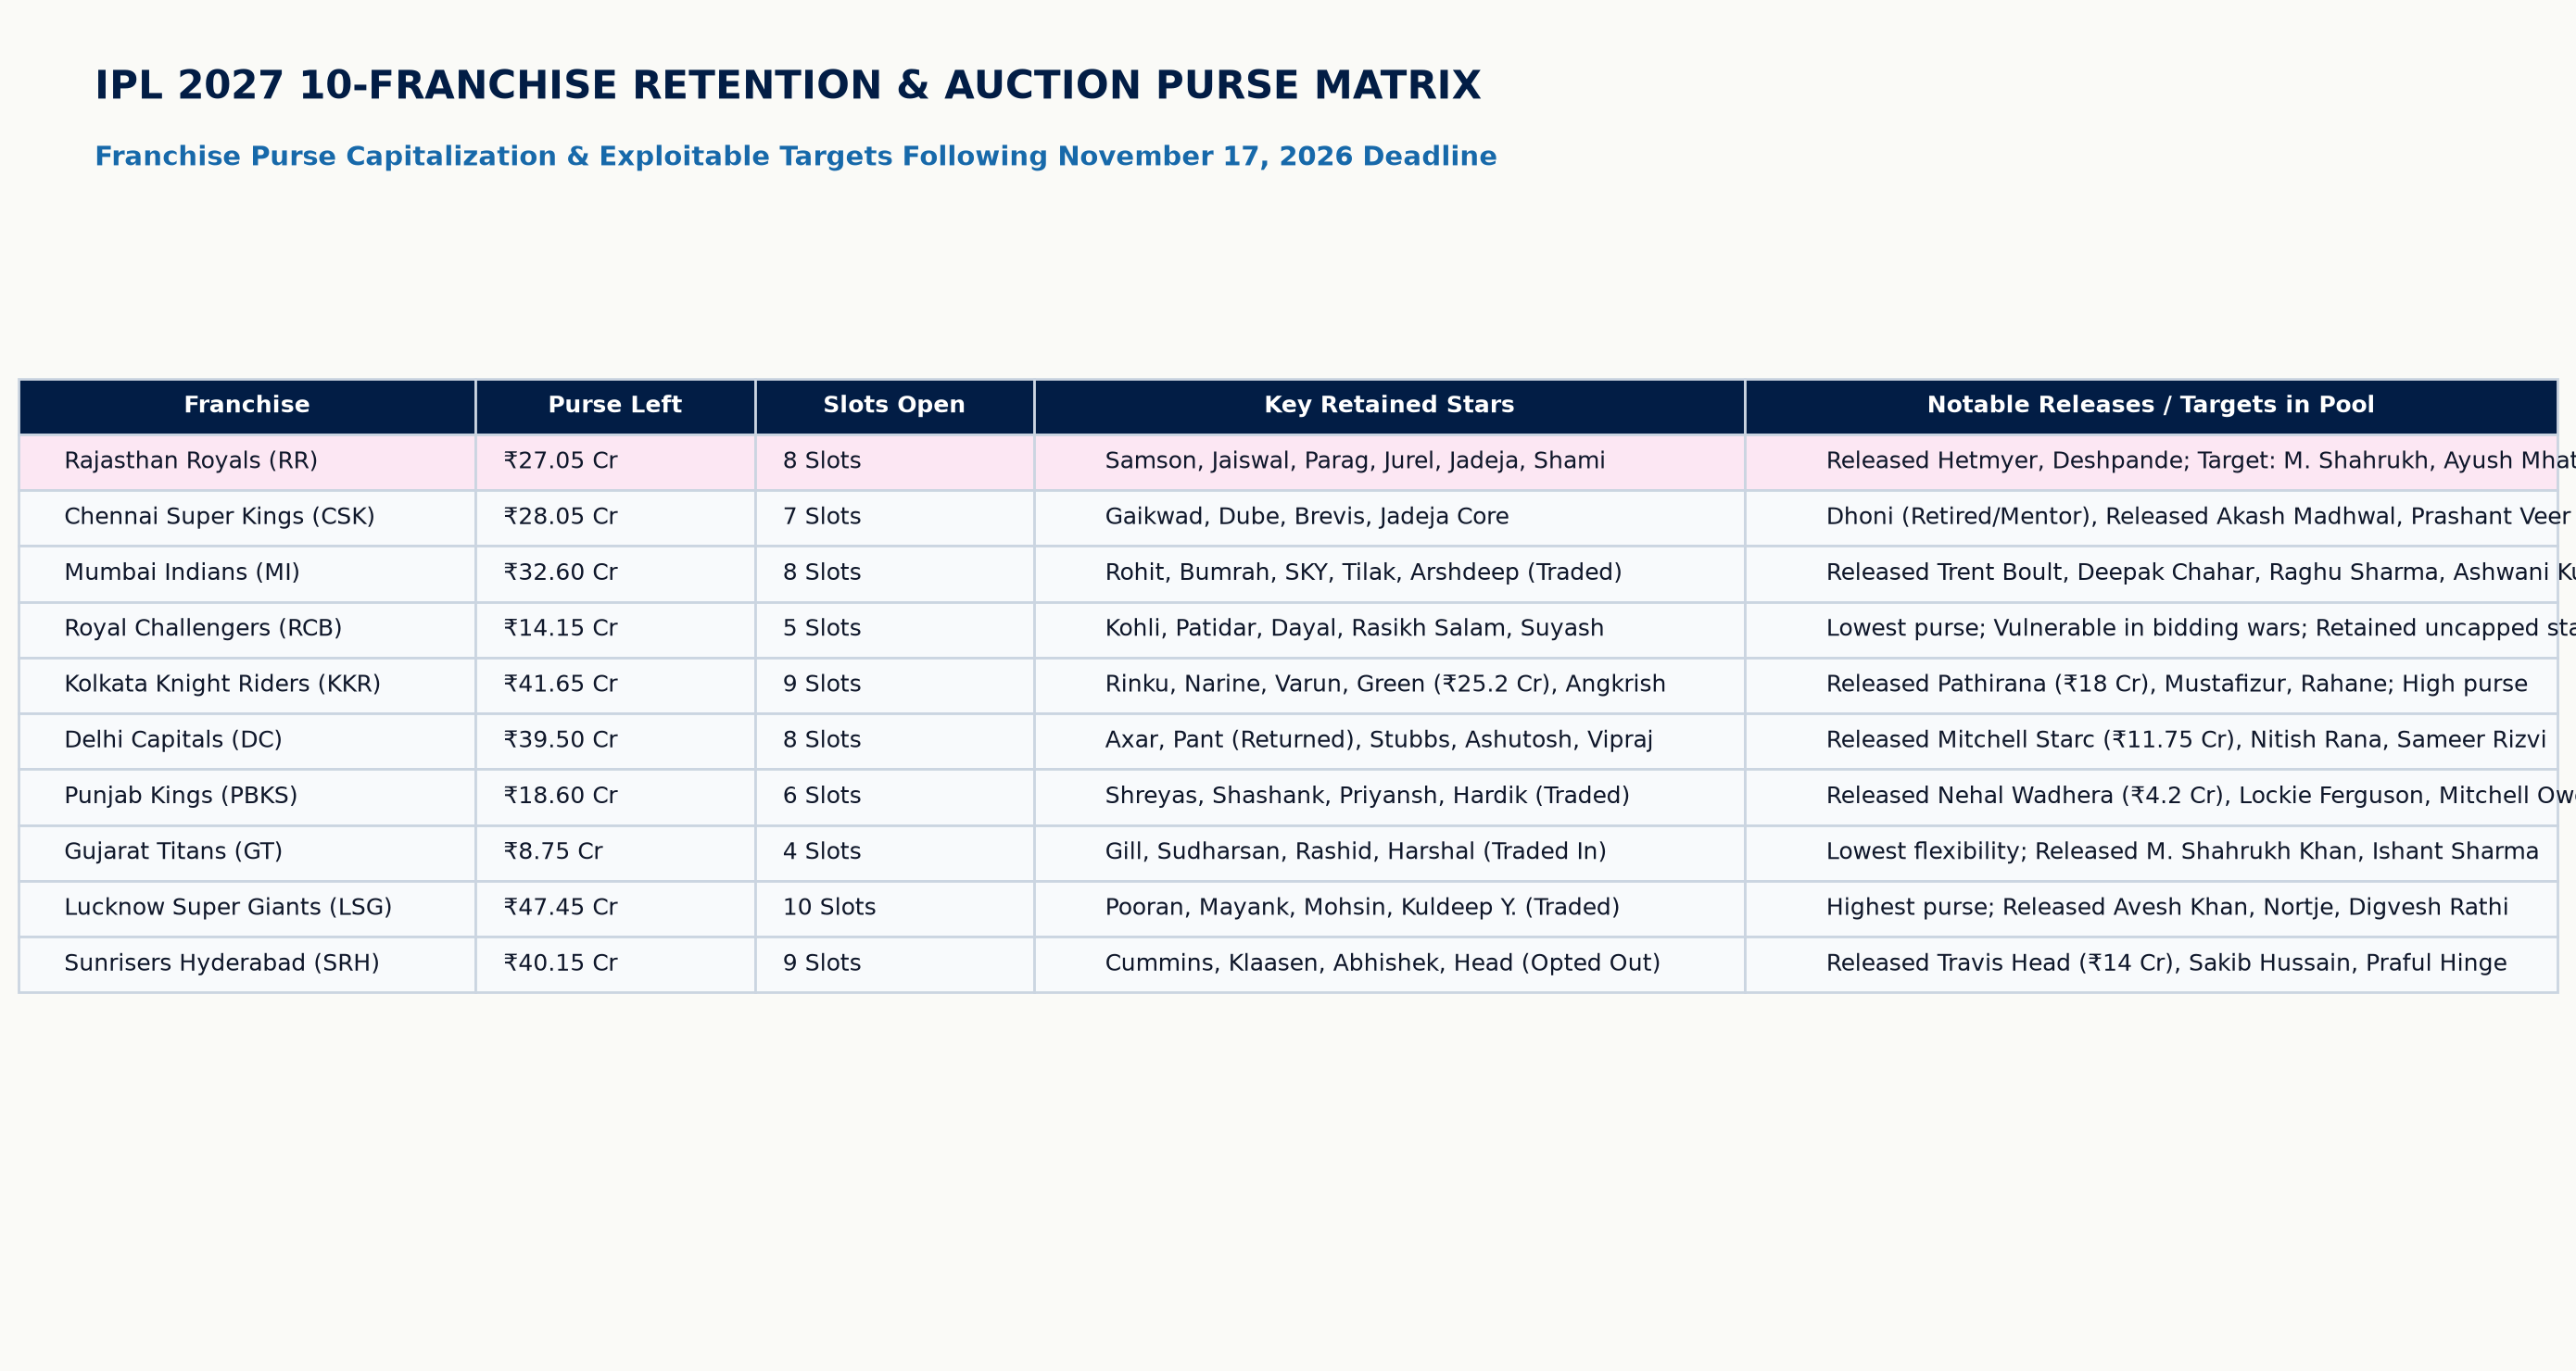 IPL 2027 10-FRANCHISE RETENTION & AUCTION PURSE MATRIX
Franchise Purse Capitalization & Exploitable Targets Following November 17, 2026 Deadline
Franchise Purse Left Slots Open Key Retained Stars Notable Releases / Targets in Pool
Rajasthan Royals (RR) ₹27.05 Cr 8 Slots Samson, Jaiswal, Parag, Jurel, Jadeja, Shami Released Hetmyer, Deshpande; Target: M. Shahrukh, Ayush
Chennai Super Kings (CSK) ₹28.05 Cr 7 Slots Gaikwad, Dube, Brevis, Jadeja Core Dhoni (Retired/Mentor), Released Akash Madhwal, Prashant Veer
Mumbai Indians (MI) ₹32.60 Cr 8 Slots Rohit, Bumrah, SKY, Tilak, Arshdeep (Traded) Released Trent Boult, Deepak Chahar, Raghu Sharma, Ashwani
Royal Challengers (RCB) ₹14.15 Cr 5 Slots Kohli, Patidar, Dayal, Rasikh Salam, Suyash Lowest purse; Vulnerable in bidding wars; Retained uncapped
Kolkata Knight Riders (KKR) ₹41.65 Cr 9 Slots Rinku, Narine, Varun, Green (₹25.2 Cr), Angkrish Released Pathirana (₹18 Cr), Mustafizur, Rahane; High purse
Delhi Capitals (DC) ₹39.50 Cr 8 Slots Axar, Pant (Returned), Stubbs, Ashutosh, Vipraj Released Mitchell Starc (₹11.75 Cr), Nitish Rana, Sameer Rizvi
Punjab Kings (PBKS) ₹18.60 Cr 6 Slots Shreyas, Shashank, Priyansh, Hardik (Traded) Released Nehal Wadhera (₹4.2 Cr), Lockie Ferguson, Mitchell
Gujarat Titans (GT) ₹8.75 Cr 4 Slots Gill, Sudharsan, Rashid, Harshal (Traded In) Lowest flexibility; Released M. Shahrukh Khan, Ishant Sharma
Lucknow Super Giants (LSG) ₹47.45 Cr 10 Slots Pooran, Mayank, Mohsin, Kuldeep Y. (Traded) Highest purse; Released Avesh Khan, Nortje, Digvesh Rathi
Sunrisers Hyderabad (SRH) ₹40.15 Cr 9 Slots Cummins, Klaasen, Abhishek, Head (Opted Out) Released Travis Head (₹14 Cr), Sakib Hussain, Praful Hinge